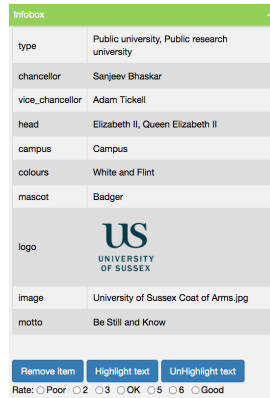 Infobox
type Public university, Public research
university
chancellor Sanjeev Bhaskar
vice_chancellor Adam Tickell
head Elizabeth II, Queen Elizabeth II
campus Campus
colours White and Flint
mascot Badger
logo
US
UNIVERSITY
OF SUSSEX
image University of Sussex Coat of Arms.jpg
motto Be Still and Know
Remove item Highlight text UnHighlight text
Rate: Poor 2 3 OK 5 6 Good